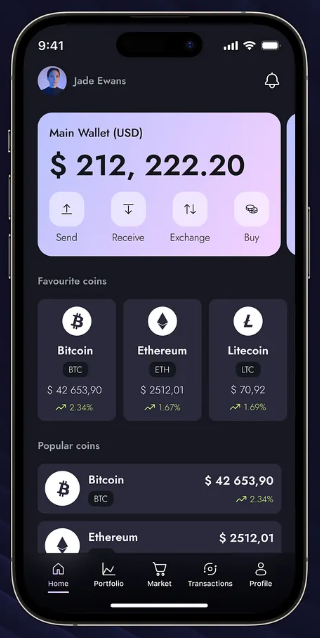 9:41
Jade Ewans
Main Wallet (USD)
$ 212, 222.20
Send Receive Exchange Buy
Favourite coins
Bitcoin Ethereum Litecoin
BTC ETH LTC
$ 42 653,90 $ 2512,01 $ 70,92
2.34% 1.67% 1.69%
Popular coins
Bitcoin $ 42 653,90
BTC 2.34%
Ethereum $ 2512,01
Home Portfolio Market Transactions Profile